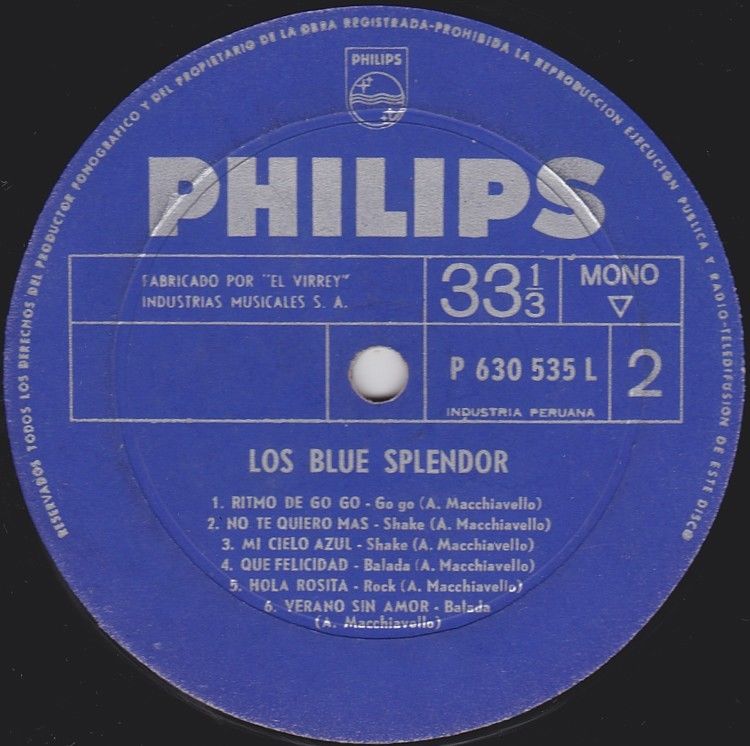 RESERVADOS TODOS LOS DERECHOS DEL PRODUCTOR FONOGRAFICO Y DEL PROPIETARIO DE LA OBRA REGISTRADA-PROHIBIDA LA REPRODUCCION EJECUCION PUBLICA Y RADIO-TELEDIFUSION DE ESTE DISCO
PHILIPS
PHILIPS
FABRICADO POR "EL VIRREY"
INDUSTRIAS MUSICALES S. A.
33 1/3
MONO
P 630 535 L
2
INDUSTRIA PERUANA
LOS BLUE SPLENDOR
1. RITMO DE GO GO - Go go (A. Macchiavello)
2. NO TE QUIERO MAS - Shake (A. Macchiavello)
3. MI CIELO AZUL - Shake (A. Macchiavello)
4. QUE FELICIDAD - Balada (A. Macchiavello)
5. HOLA ROSITA - Rock (A. Macchiavello)
6. VERANO SIN AMOR - Balada
(A. Macchiavello)